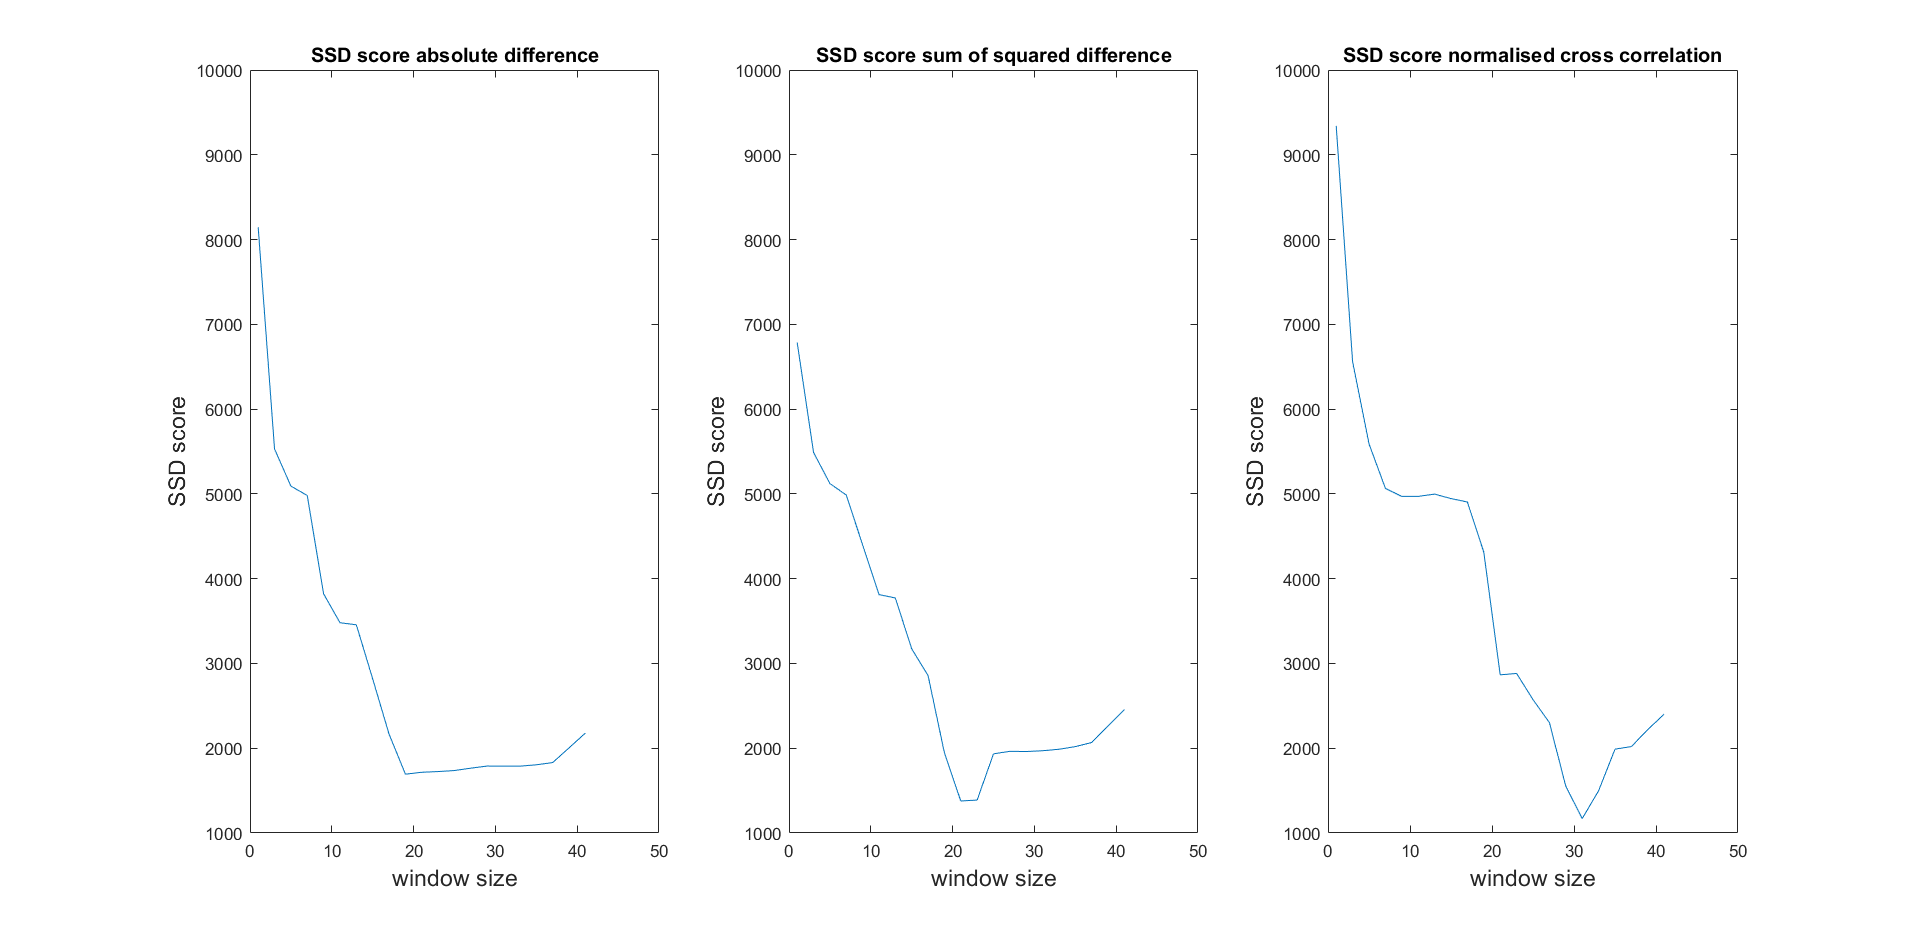 SSD score absolute difference
10000
9000
8000
7000
6000
5000
4000
3000
2000
1000
SSD score
0 10 20 30 40 50
window size
SSD score sum of squared difference
10000
9000
8000
7000
6000
5000
4000
3000
2000
1000
SSD score
0 10 20 30 40 50
window size
SSD score normalised cross correlation
10000
9000
8000
7000
6000
5000
4000
3000
2000
1000
SSD score
0 10 20 30 40 50
window size